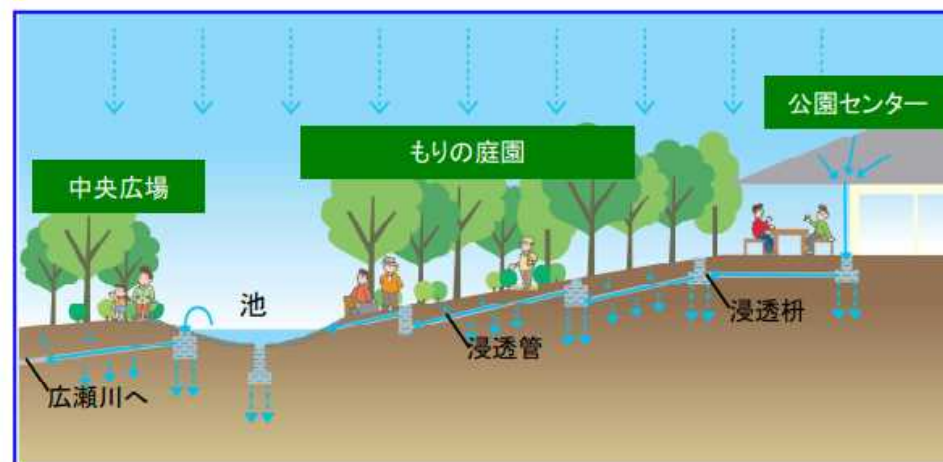 公園センター
もりの庭園
中央広場
池
浸透枡
浸透管
広瀬川へ